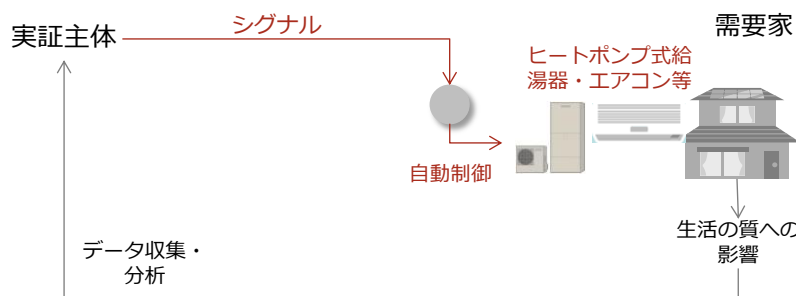 実証主体
シグナル
需要家
ヒートポンプ式給
湯器・エアコン等
自動制御
生活の質への
影響
データ収集・
分析